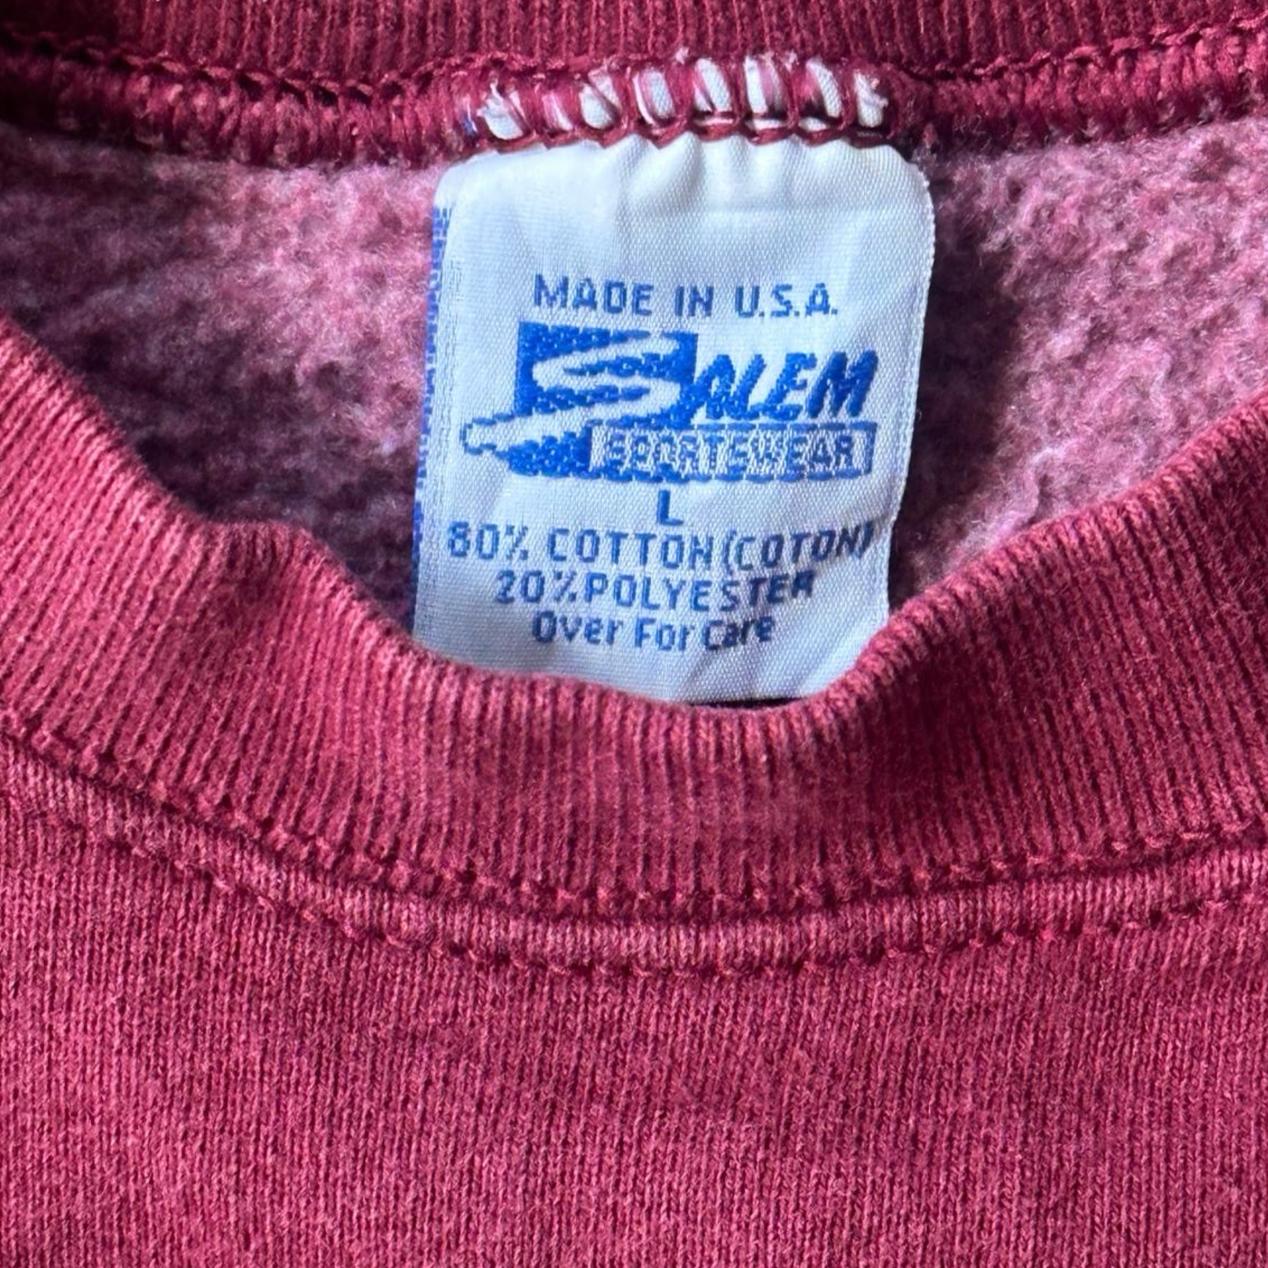 MADE IN U.S.A.
SALEM
SPORTSWEAR
L
80% COTTON (COTON)
20% POLYESTER
Over For Care